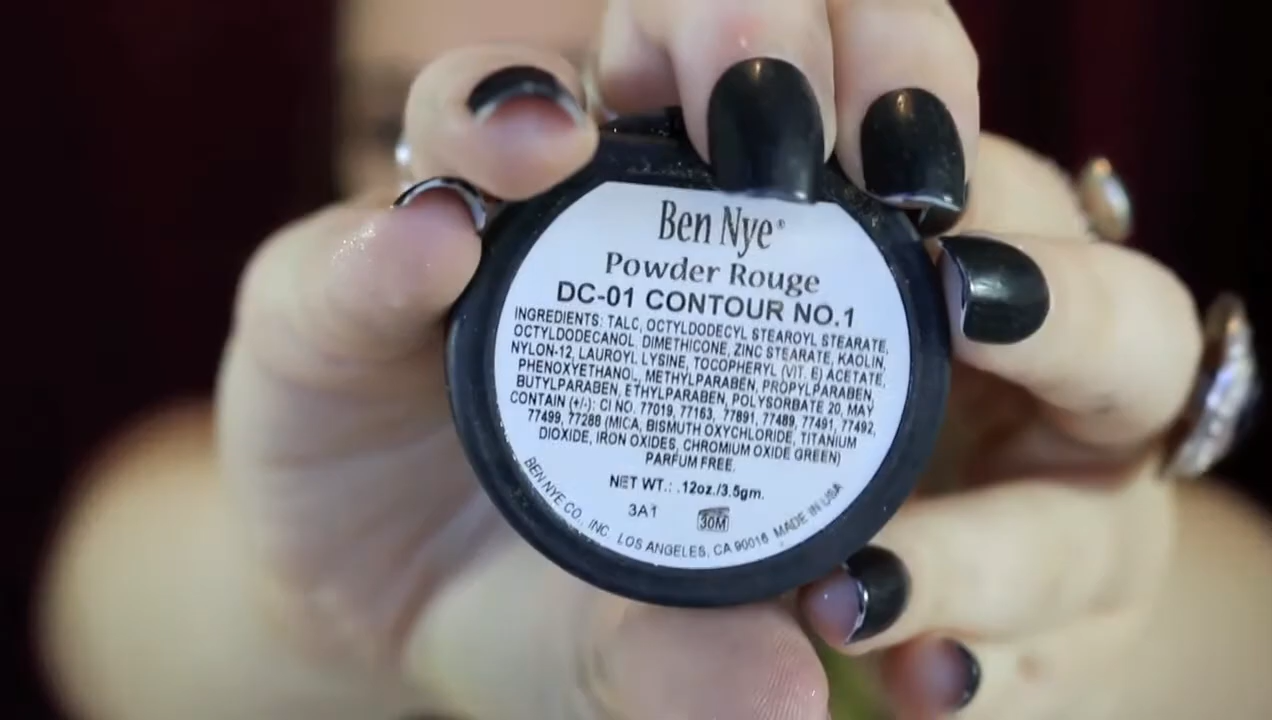 Ben Nye®
Powder Rouge
DC-01 CONTOUR NO.1
INGREDIENTS: TALC, OCTYLDODECYL STEAROYL STEARATE,
OCTYLDODECANOL, DIMETHICONE, ZINC STEARATE, KAOLIN,
NYLON-12, LAUROYL LYSINE, TOCOPHERYL (VIT. E) ACETATE,
PHENOXYETHANOL, METHYLPARABEN, PROPYLPARABEN,
BUTYLPARABEN, ETHYLPARABEN, POLYSORBATE 20, MAY
CONTAIN (+/-): CI NO. 77019, 77163, 77891, 77489, 77491, 77492,
77499, 77288 (MICA, BISMUTH OXYCHLORIDE, TITANIUM
DIOXIDE, IRON OXIDES, CHROMIUM OXIDE GREEN)
PARFUM FREE.
NET WT.: .12oz./3.5gm.
3A1 30M
BEN NYE CO., INC LOS ANGELES, CA 90016 MADE IN USA